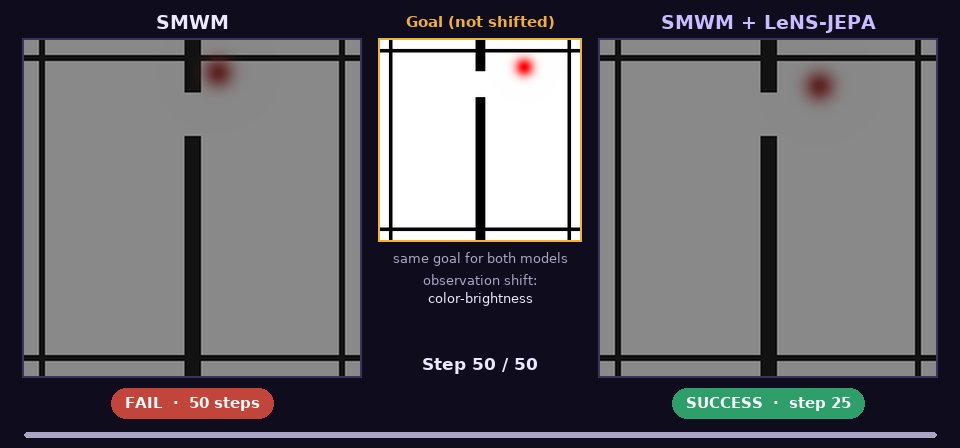 SMWM
Goal (not shifted)
SMWM + LeNS-JEPA
same goal for both models
observation shift:
color-brightness
Step 50 / 50
FAIL · 50 steps
SUCCESS · step 25